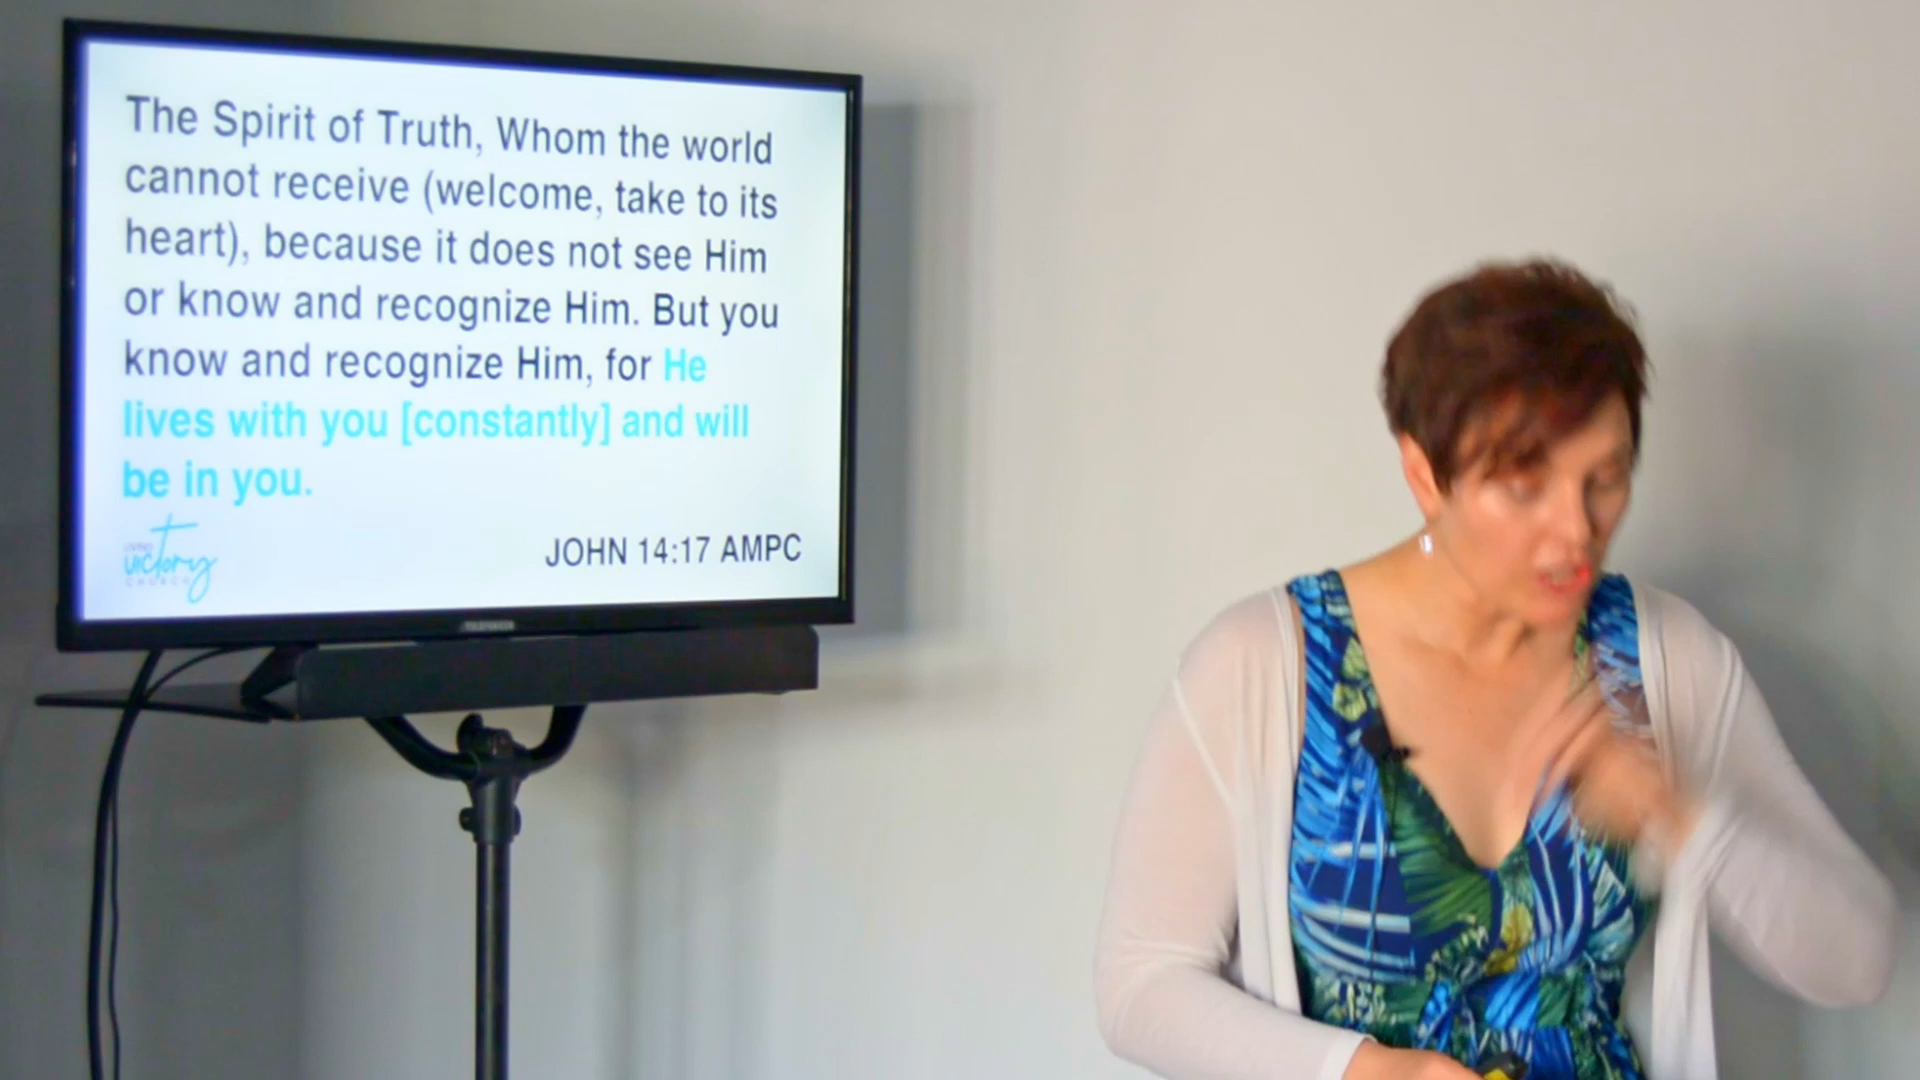 The Spirit of Truth, Whom the world
cannot receive (welcome, take to its
heart), because it does not see Him
or know and recognize Him. But you
know and recognize Him, for He
lives with you [constantly] and will
be in you.
LIVING
victory
CHURCH
JOHN 14:17 AMPC